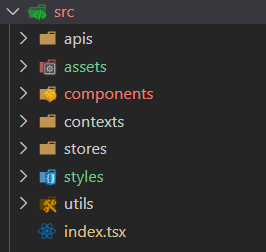 src
apis
assets
components
contexts
stores
styles
utils
index.tsx